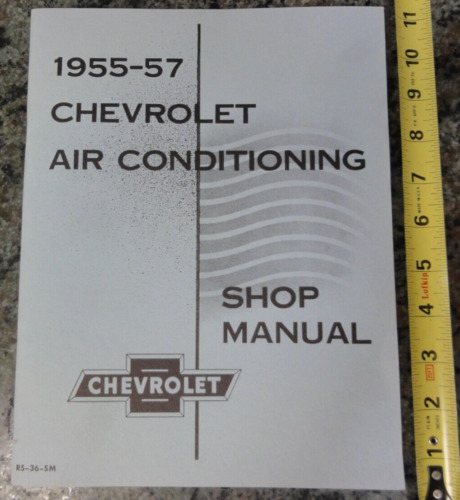 1955-57
CHEVROLET
AIR CONDITIONING
SHOP
MANUAL
CHEVROLET
RS-36-SM
11
10
9
8
7
6
5
Lufkin
4
3
2
1